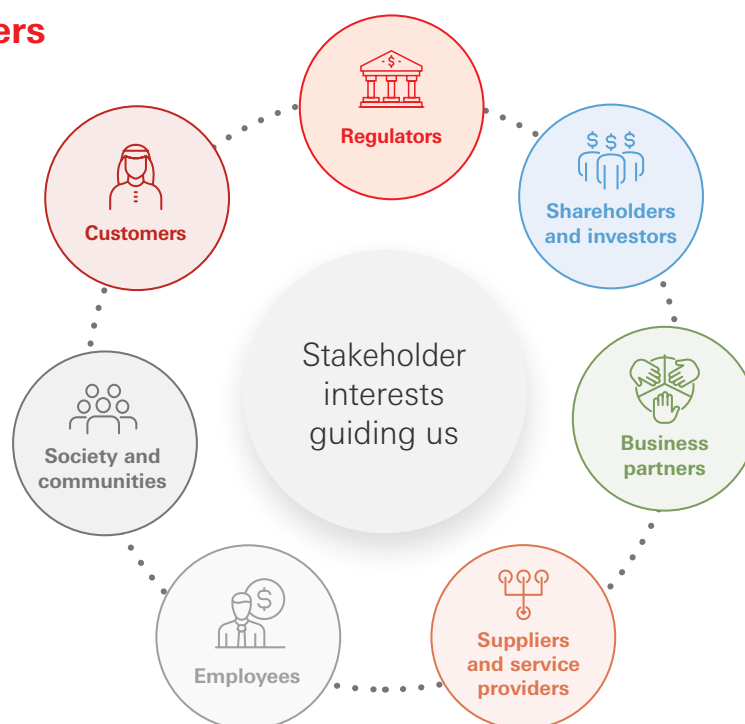 ers
Regulators
Shareholders
and investors
Customers
Stakeholder
interests
guiding us
Business
partners
Society and
communities
Suppliers
and service
providers
Employees